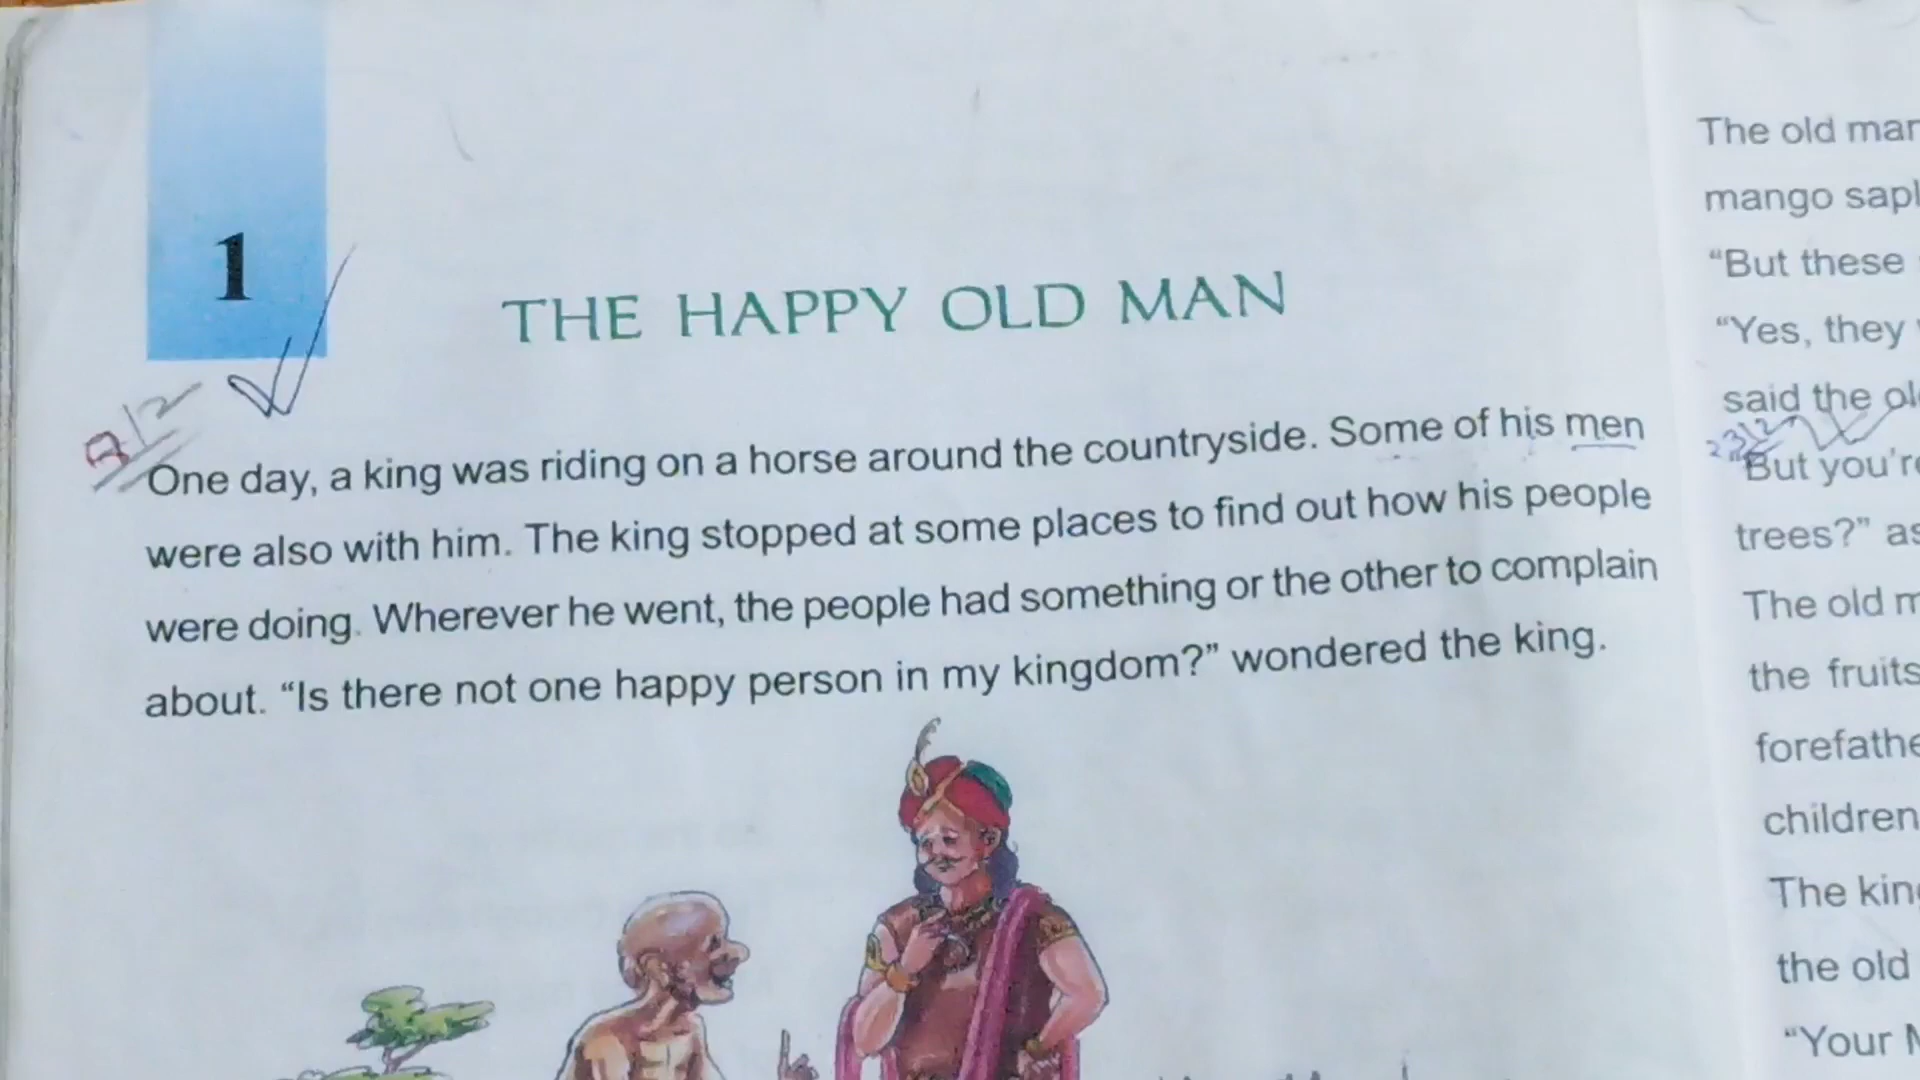 1
THE HAPPY OLD MAN
One day, a king was riding on a horse around the countryside. Some of his men
were also with him. The king stopped at some places to find out how his people
were doing. Wherever he went, the people had something or the other to complain
about. “Is there not one happy person in my kingdom?” wondered the king.
The old
mango
“But these
“Yes, they
said the
“But you're
trees?”
The old
the fruits
children
The
the old
“Your